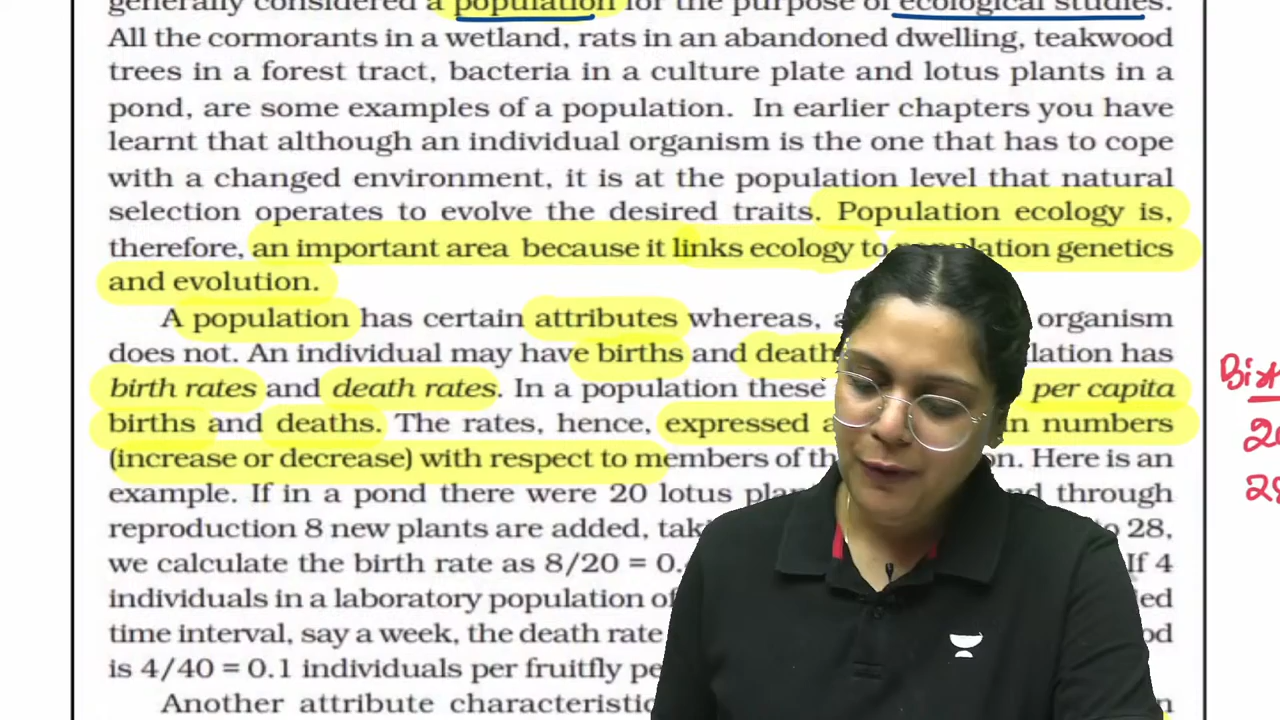 generally considered a population for the purpose of ecological studies.
All the cormorants in a wetland, rats in an abandoned dwelling, teakwood
trees in a forest tract, bacteria in a culture plate and lotus plants in a
pond, are some examples of a population. In earlier chapters you have
learnt that although an individual organism is the one that has to cope
with a changed environment, it is at the population level that natural
selection operates to evolve the desired traits. Population ecology is,
therefore, an important area because it links ecology to population genetics
and evolution.
A population has certain attributes whereas, organism
does not. An individual may have births and death lation has
birth rates and death rates. In a population these per capita
births and deaths. The rates, hence, expressed in numbers
(increase or decrease) with respect to members of th on. Here is an
example. If in a pond there were 20 lotus pla through
reproduction 8 new plants are added, tak to 28,
we calculate the birth rate as 8/20 = 0. If 4
individuals in a laboratory population of
time interval, say a week, the death rate
is 4/40 = 0.1 individuals per fruitfly pe
Another attribute characteristic